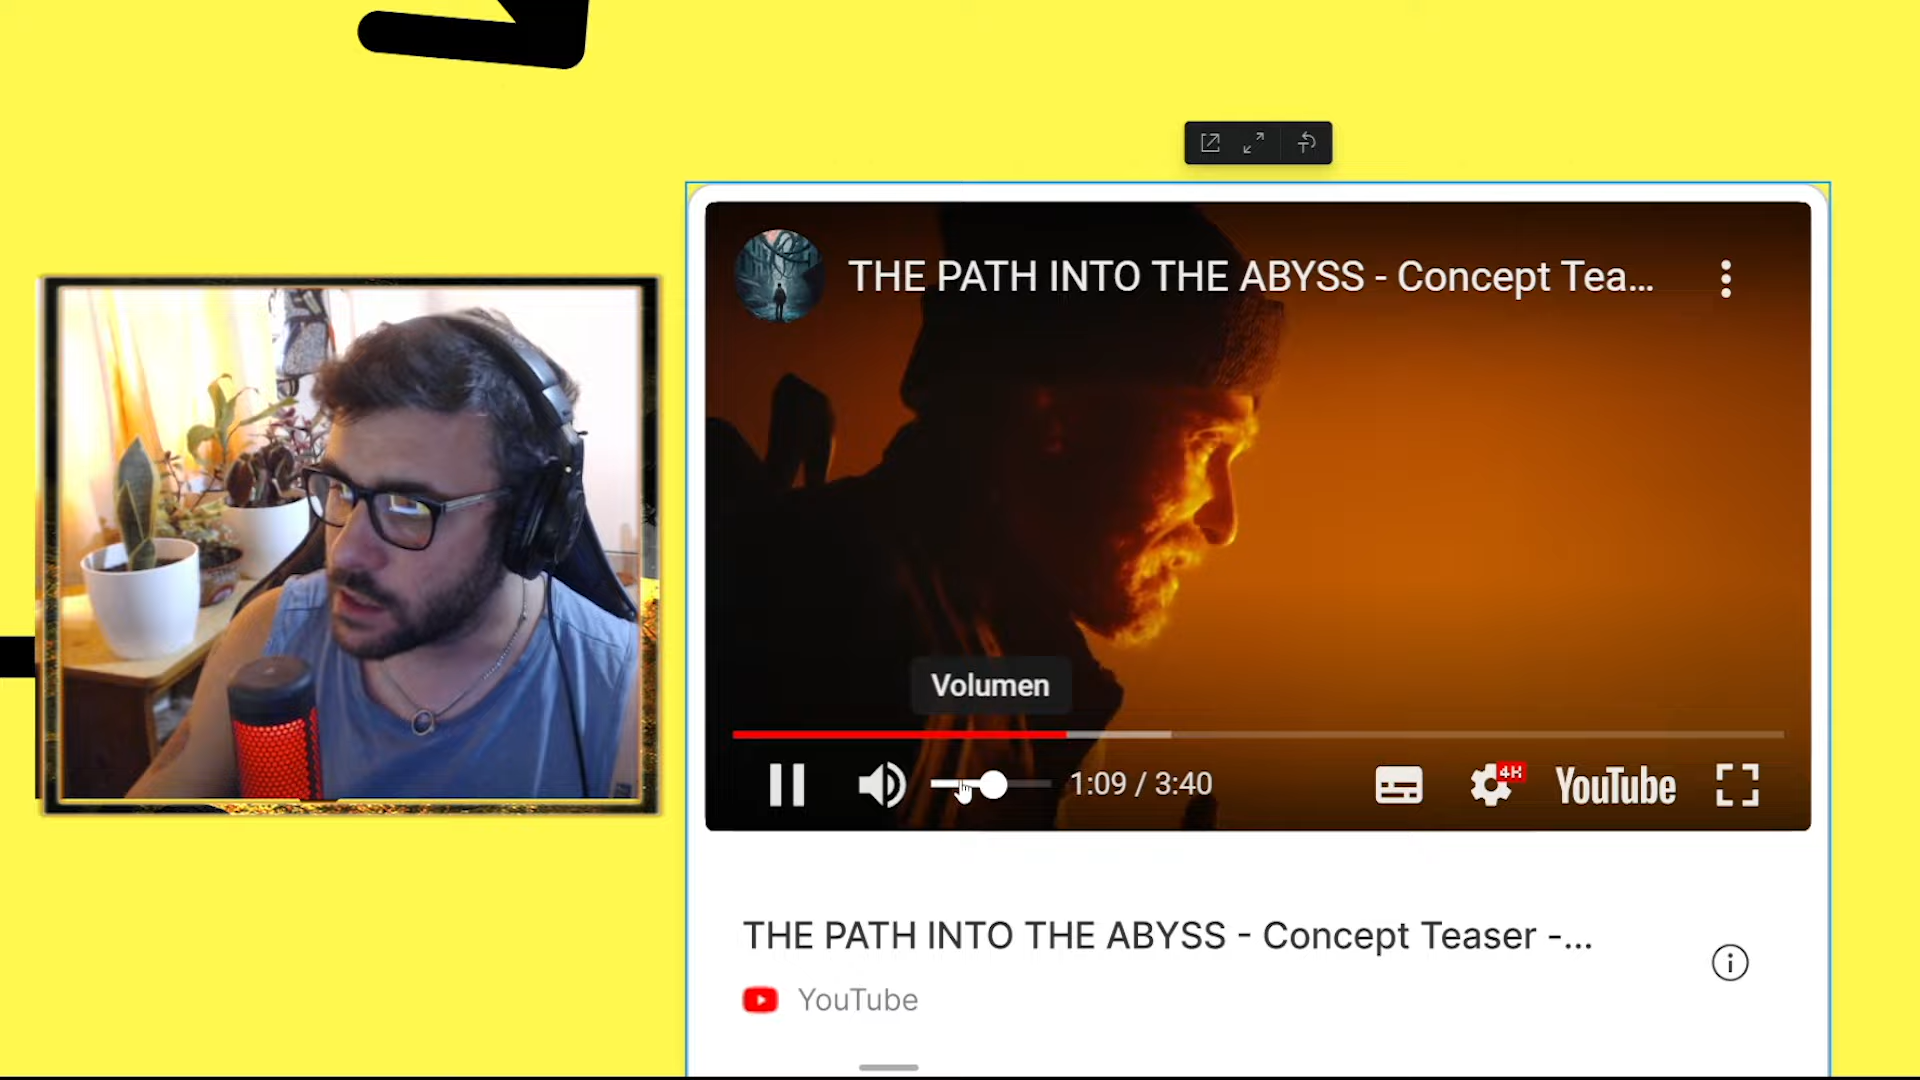 THE PATH INTO THE ABYSS - Concept Tea...
Volumen
1:09 / 3:40
4K
YouTube
THE PATH INTO THE ABYSS - Concept Teaser -...
YouTube